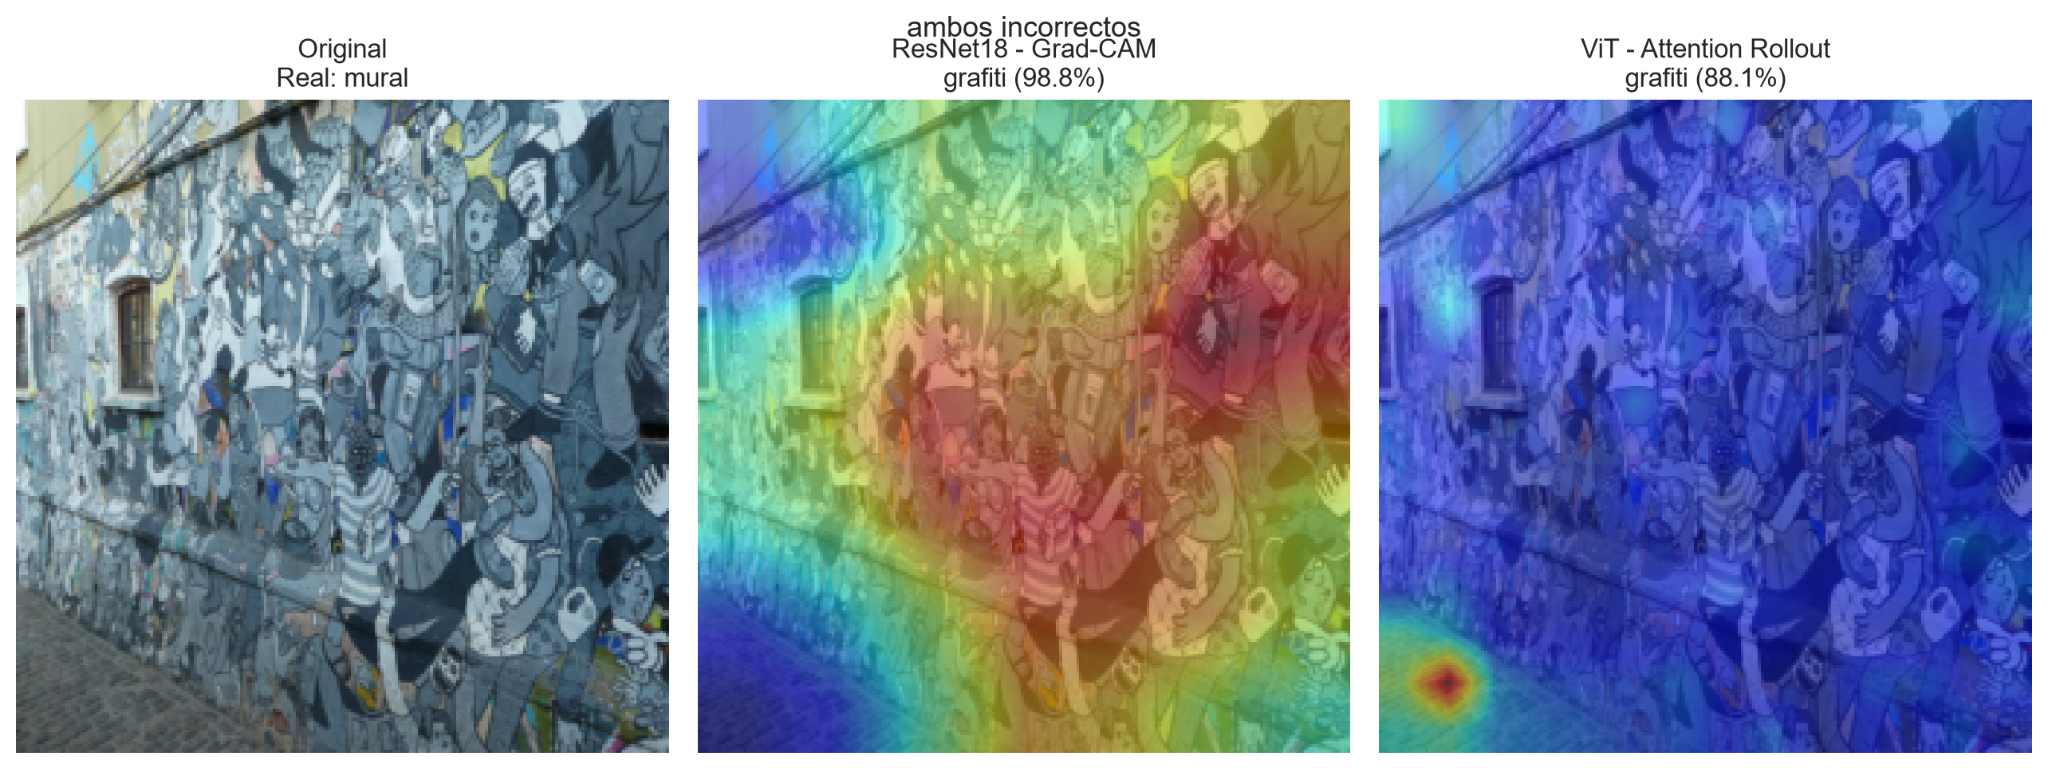 ambos incorrectos
Original
Real: mural
ResNet18 - Grad-CAM
grafiti (98.8%)
ViT - Attention Rollout
grafiti (88.1%)